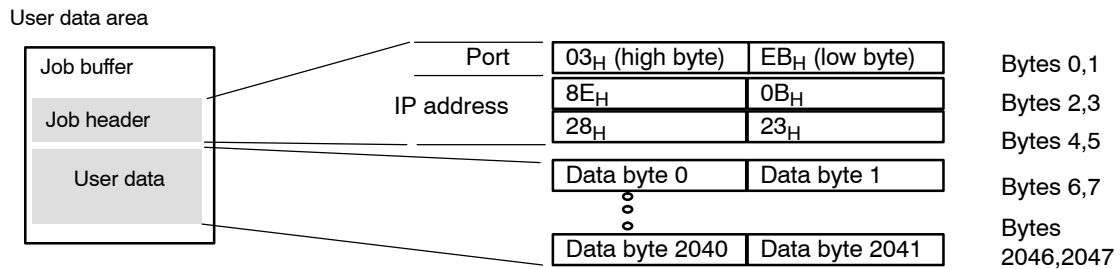 User data area
Job buffer
Job header
User data
Port
IP address
03H (high byte) EBH (low byte)
8EH 0BH
28H 23H
Data byte 0 Data byte 1
Data byte 2040 Data byte 2041
Bytes 0,1
Bytes 2,3
Bytes 4,5
Bytes 6,7
Bytes
2046,2047